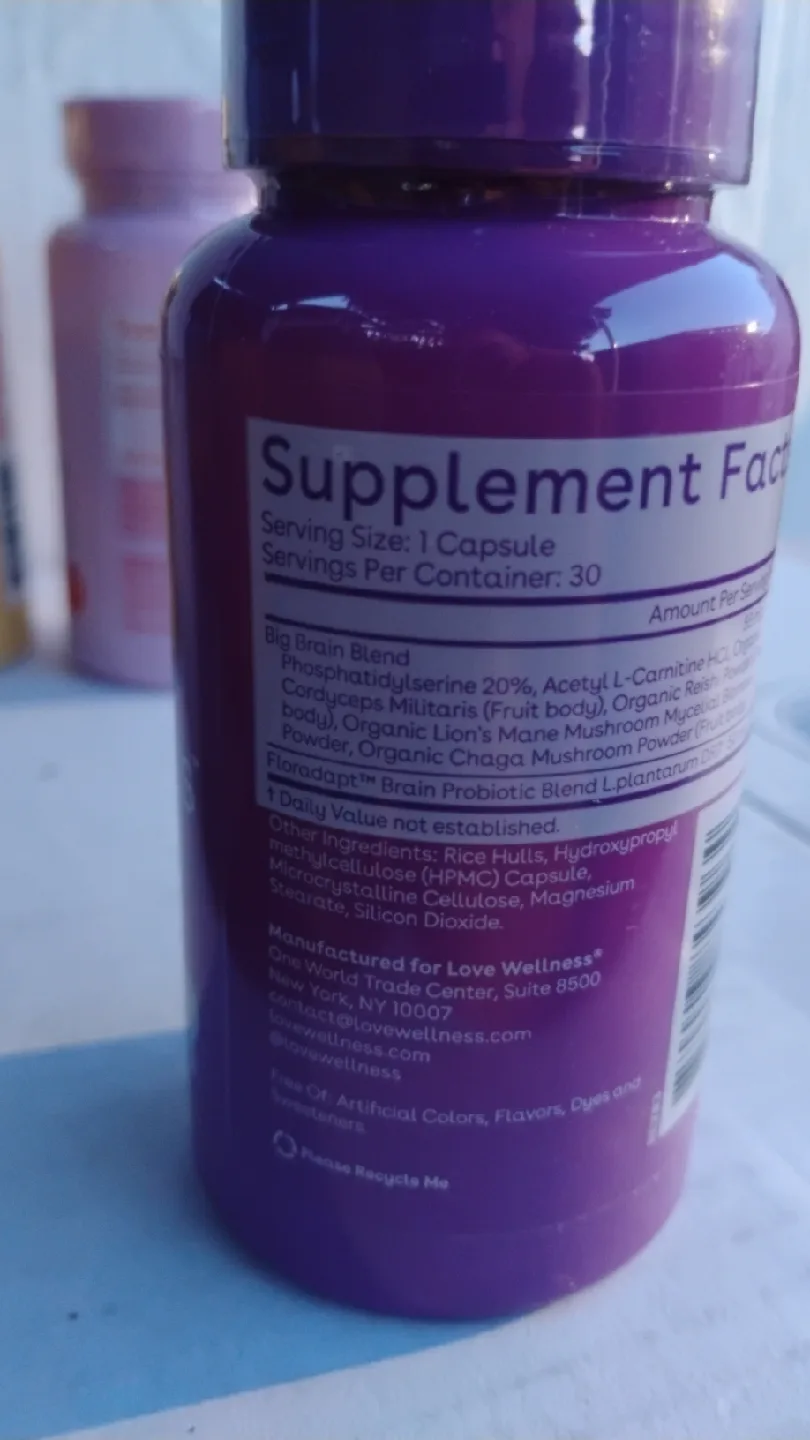 Supplement Fact
Serving Size: 1 Capsule
Servings Per Container: 30
Amount Per
Big Brain Blend
Phosphatidylserine 20%, Acetyl L-Carnitine HCl,
Cordyceps Militaris (Fruit body), Organic Reishi
body), Organic Lion's Mane Mushroom Mycelial
Powder, Organic Chaga Mushroom Powder (Fruit body
Floradapt™ Brain Probiotic Blend L.plantarum
† Daily Value not established.
Other Ingredients: Rice Hulls, Hydroxypropyl
methylcellulose (HPMC) Capsule,
Microcrystalline Cellulose, Magnesium
Stearate, Silicon Dioxide.
Manufactured for Love Wellness®
One World Trade Center, Suite 8500
New York, NY 10007
contact@lovewellness.com
lovewellness.com
@lovewellness
Free Of: Artificial Colors, Flavors, Dyes and
Sweeteners
Please Recycle Me